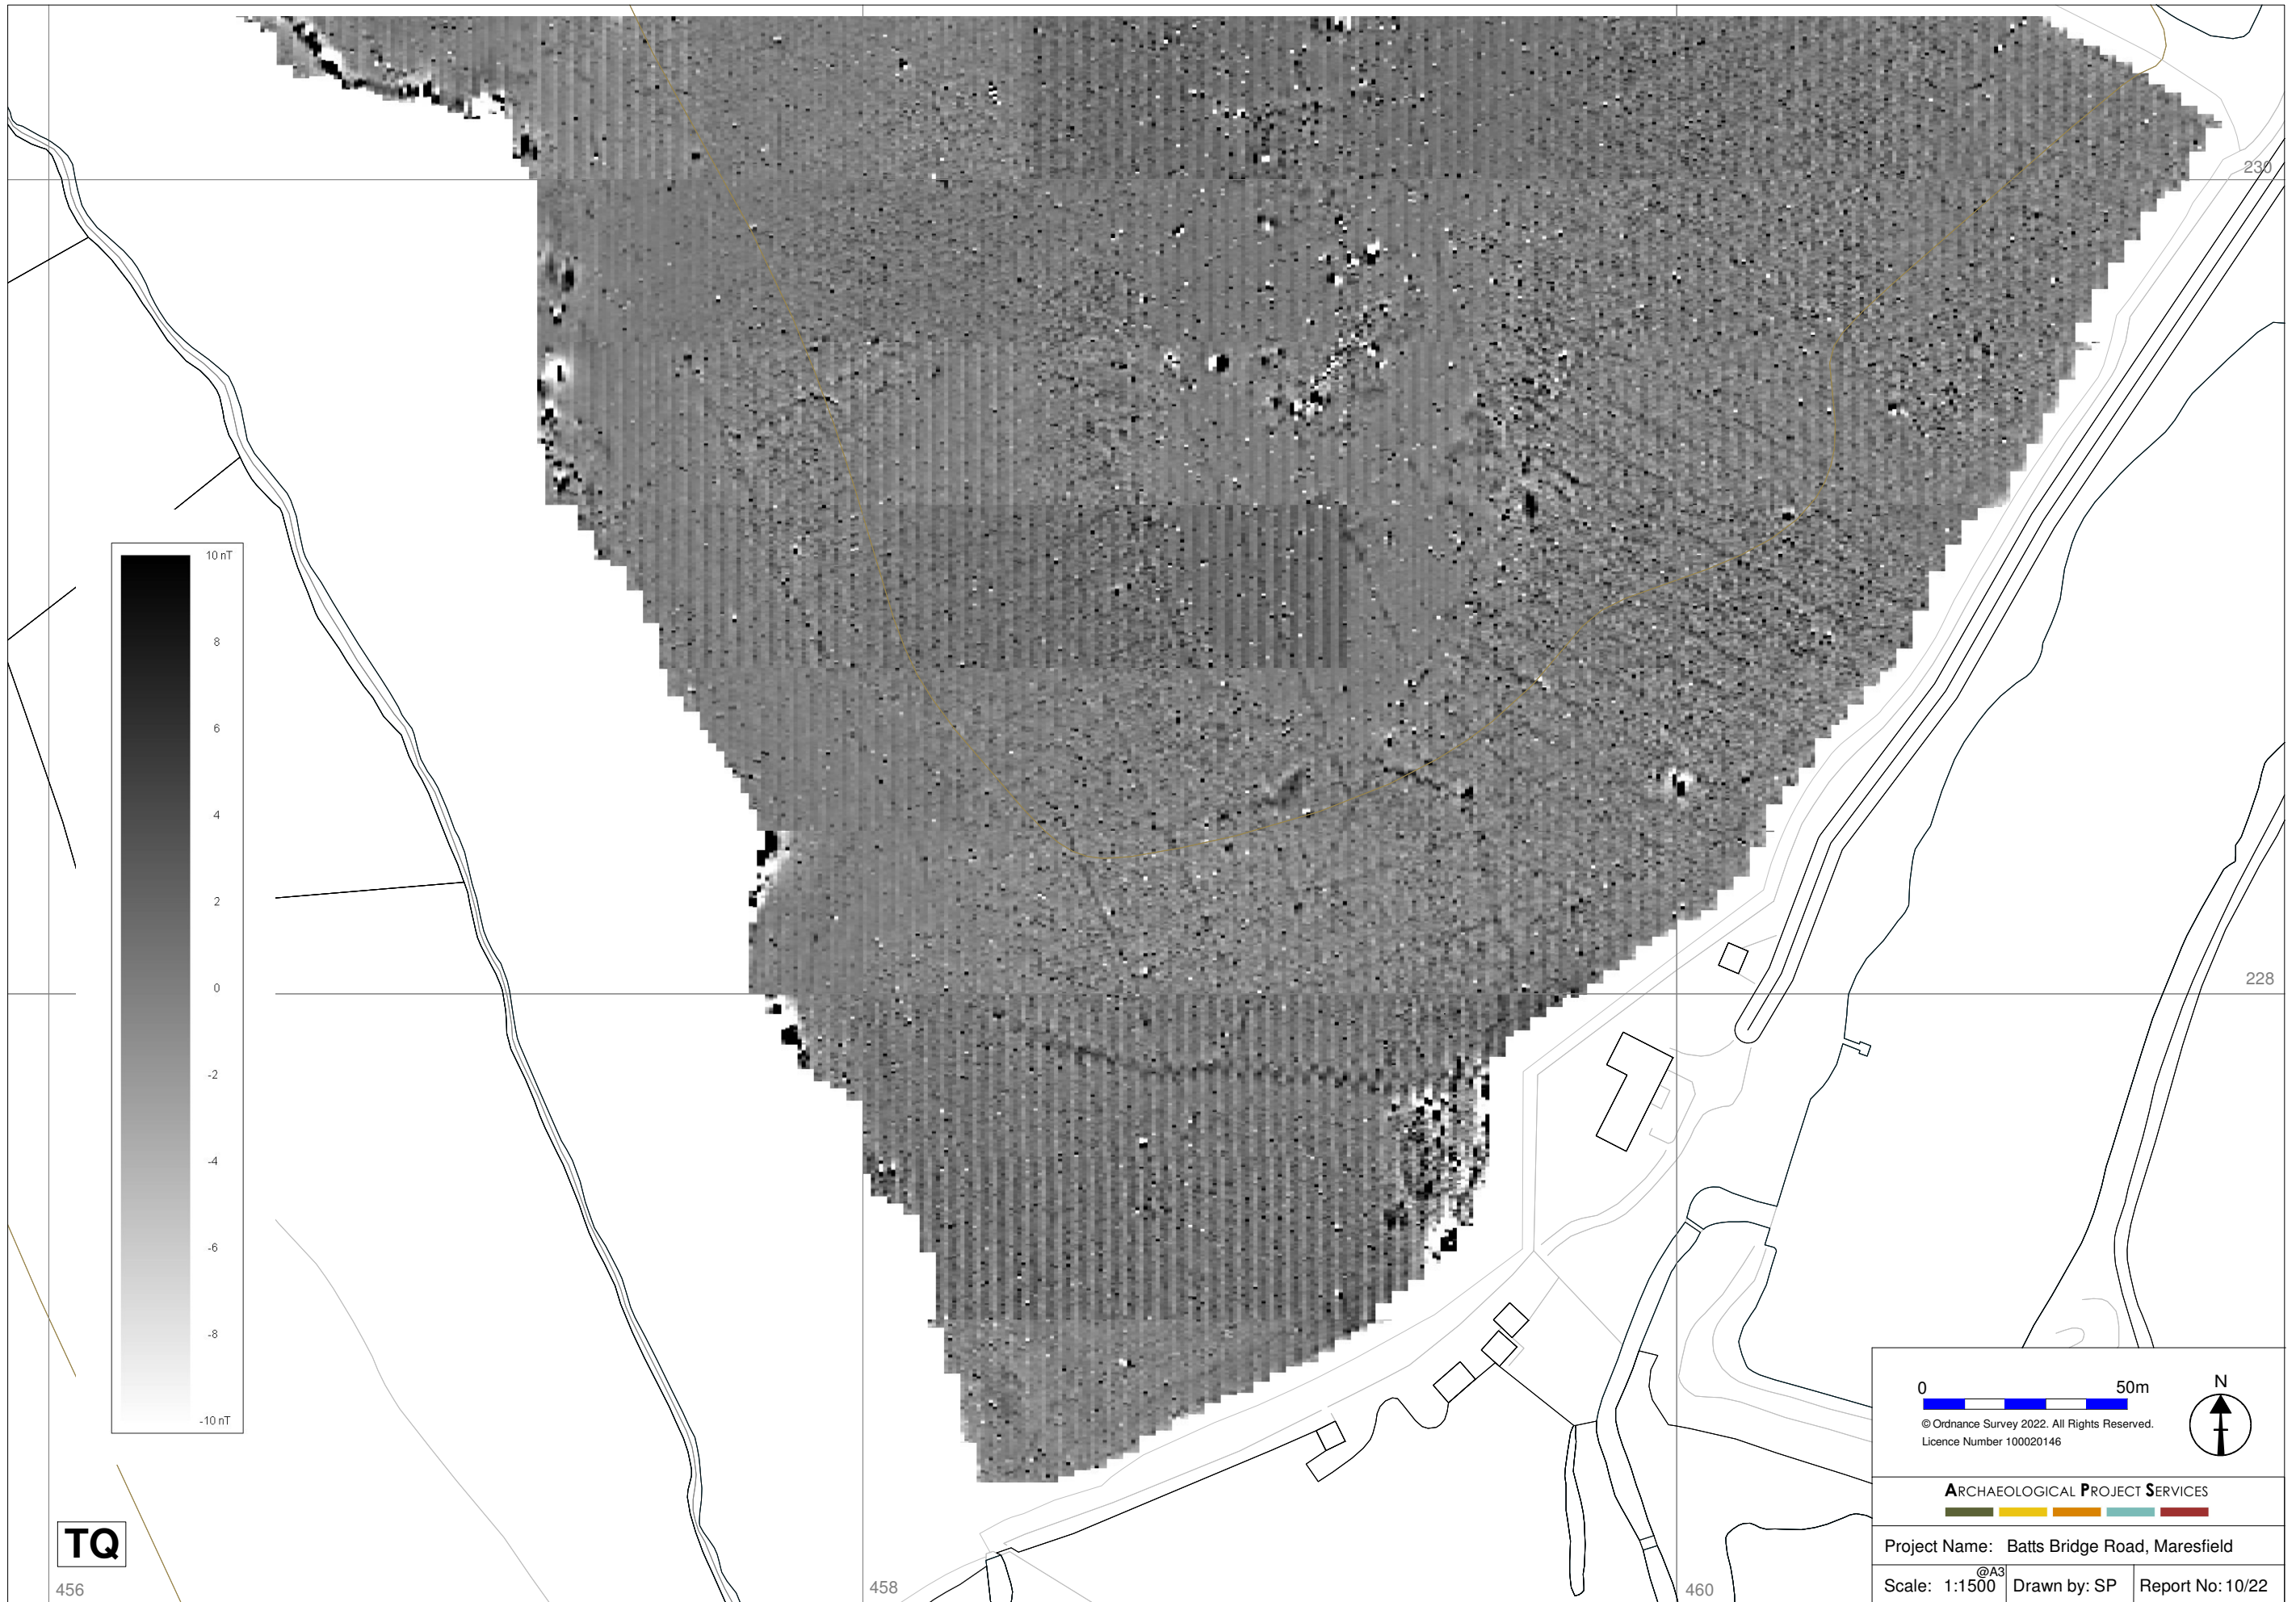 230
10 nT
8
6
4
2
0
-2
-4
-6
-8
-10 nT
228
0 50m
N
© Ordnance Survey 2022. All Rights Reserved.
Licence Number 100020146
ARCHAEOLOGICAL PROJECT SERVICES
Project Name: Batts Bridge Road, Maresfield
@A3
Scale: 1:1500 Drawn by: SP Report No: 10/22
TQ
456
458
460